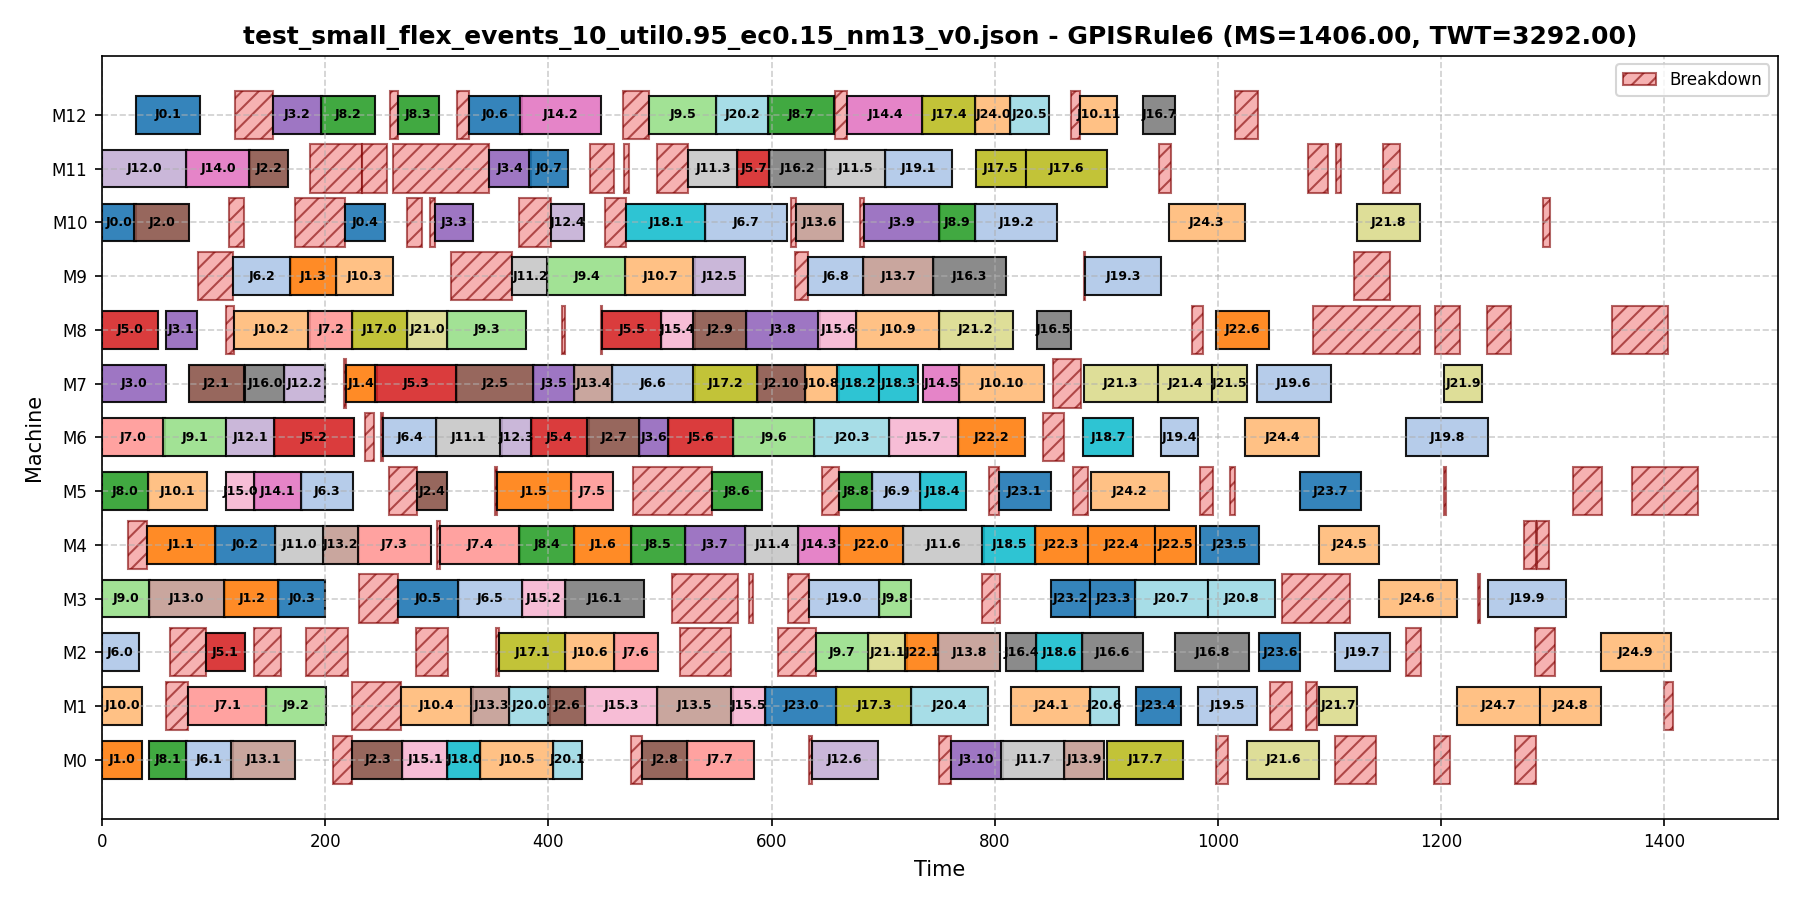 test_small_flex_events_10_util0.95_ec0.15_nm13_v0.json - GPISRule6 (MS=1406.00, TWT=3292.00)
Breakdown
M12 J0.1 J3.2 J8.2 J8.3 J0.6 J14.2 J9.5 J20.2 J8.7 J14.4 J17.4 J24.0 J20.5 J10.11 J16.7
M11 J12.0 J14.0 J2.2 J3.4 J0.7 J11.3 J5.7 J16.2 J11.5 J19.1 J17.5 J17.6
M10 J0.0 J2.0 J0.4 J3.3 J12.4 J18.1 J6.7 J13.6 J3.9 J8.9 J19.2 J24.3 J21.8
M9 J6.2 J1.3 J10.3 J11.2 J9.4 J10.7 J12.5 J6.8 J13.7 J16.3 J19.3
M8 J5.0 J3.1 J10.2 J7.2 J17.0 J21.0 J9.3 J5.5 J15.4 J2.9 J3.8 J15.6 J10.9 J21.2 J16.5 J22.6
M7 J3.0 J2.1 J16.0 J12.2 J1.4 J5.3 J2.5 J3.5 J13.4 J6.6 J17.2 J2.10 J10.8 J18.2 J18.3 J14.5 J10.10 J21.3 J21.4 J21.5 J19.6 J21.9
M6 J7.0 J9.1 J12.1 J5.2 J6.4 J11.1 J12.3 J5.4 J2.7 J3.6 J5.6 J9.6 J20.3 J15.7 J22.2 J18.7 J19.4 J24.4 J19.8
M5 J8.0 J10.1 J15.0 J14.1 J6.3 J2.4 J1.5 J7.5 J8.6 J8.8 J6.9 J18.4 J23.1 J24.2 J23.7
M4 J1.1 J0.2 J11.0 J13.2 J7.3 J7.4 J8.4 J1.6 J8.5 J3.7 J11.4 J14.3 J22.0 J11.6 J18.5 J22.3 J22.4 J22.5 J23.5 J24.5
M3 J9.0 J13.0 J1.2 J0.3 J0.5 J6.5 J15.2 J16.1 J19.0 J9.8 J23.2 J23.3 J20.7 J20.8 J24.6 J19.9
M2 J6.0 J5.1 J17.1 J10.6 J7.6 J9.7 J21.1 J22.1 J13.8 J16.4 J18.6 J16.6 J16.8 J23.6 J19.7 J24.9
M1 J10.0 J7.1 J9.2 J10.4 J13.3 J20.0 J2.6 J15.3 J13.5 J15.5 J23.0 J17.3 J20.4 J24.1 J20.6 J23.4 J19.5 J21.7 J24.7 J24.8
M0 J1.0 J8.1 J6.1 J13.1 J2.3 J15.1 J18.0 J10.5 J20.1 J2.8 J7.7 J12.6 J3.10 J11.7 J13.9 J17.7 J21.6
Machine
0 200 400 600 800 1000 1200 1400
Time